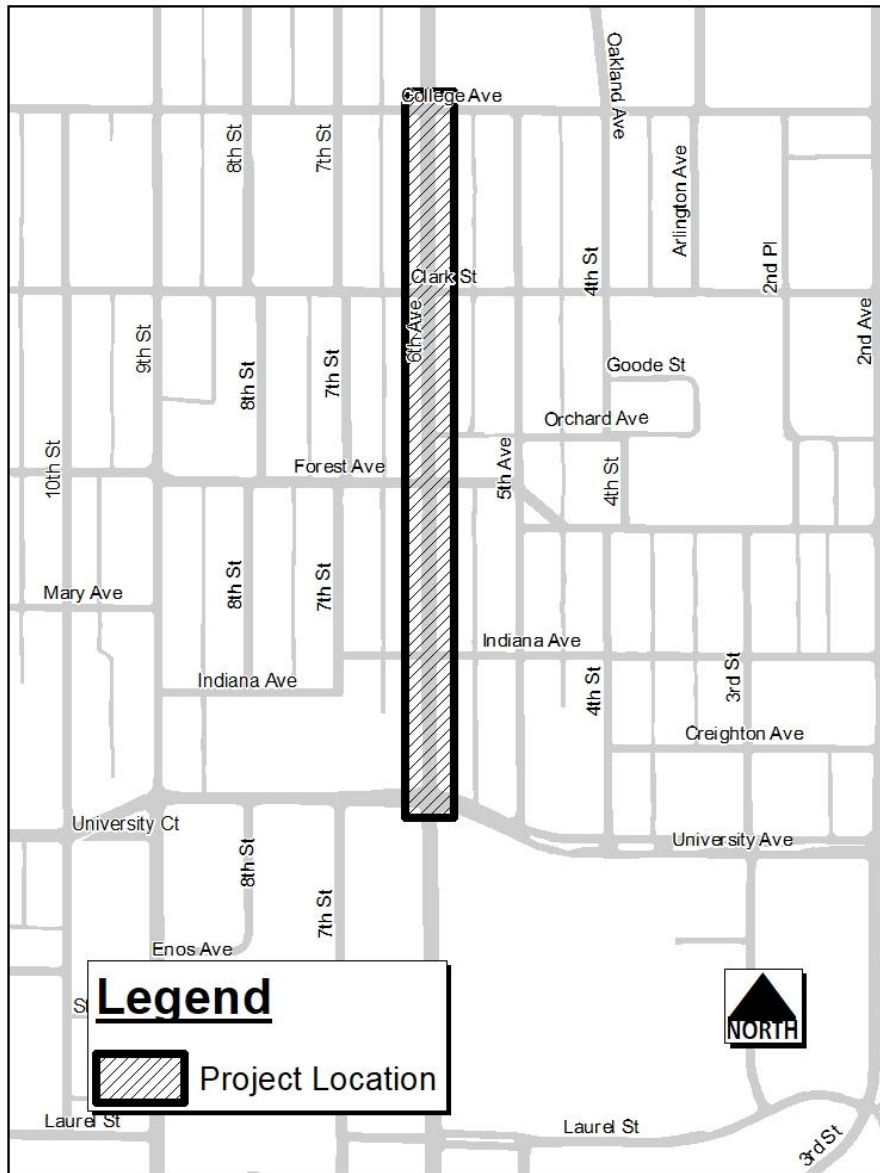 College Ave
Oakland Ave
8th St
7th St
Arlington Ave
4th St
2nd Pl
Clark St
6th Ave
9th St
8th St
7th St
2nd Ave
Goode St
Orchard Ave
10th St
Forest Ave
5th Ave
4th St
Mary Ave
8th St
7th St
Indiana Ave
Indiana Ave
4th St
3rd St
Creighton Ave
University Ct
University Ave
8th St
7th St
Enos Ave
St
Legend
Project Location
NORTH
Laurel St
Laurel St
3rd St